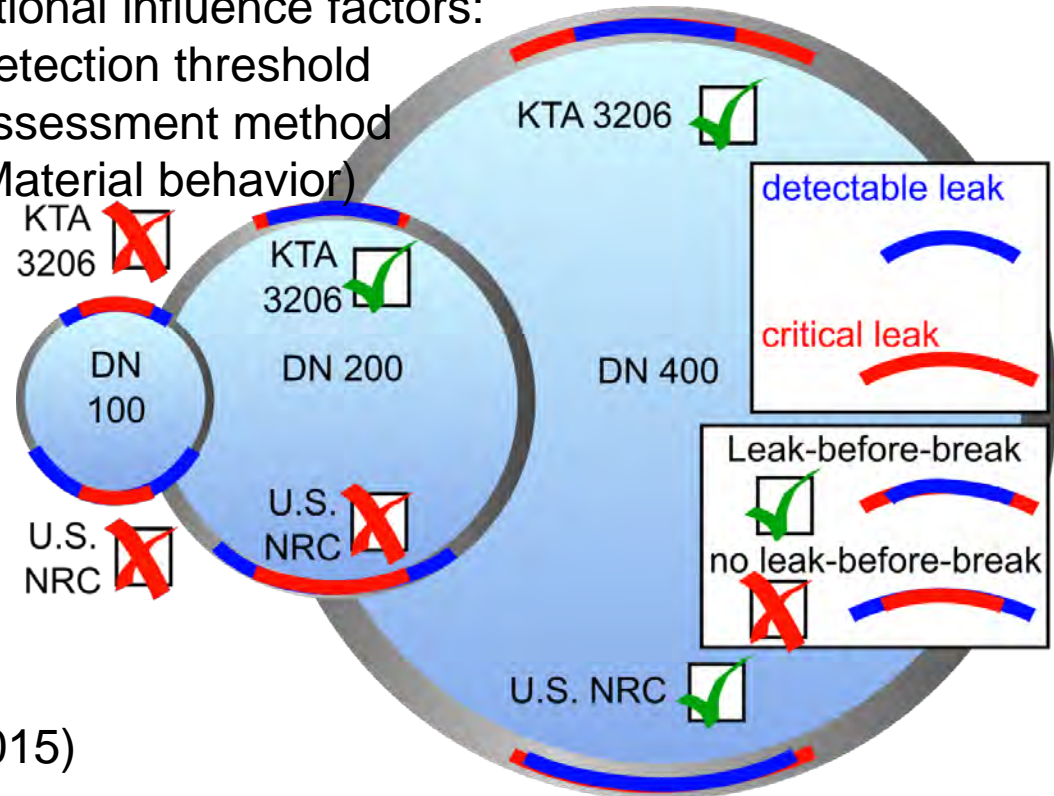 tional influence factors:
etection threshold
ssessment method
Material behavior)
KTA 3206
detectable leak
KTA
3206
KTA
3206
critical leak
DN
100
DN 200
DN 400
Leak-before-break
U.S.
NRC
U.S.
NRC
no leak-before-break
U.S. NRC
015)